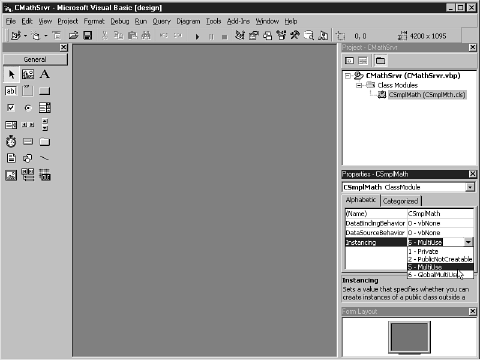 CMathSrvr - Microsoft Visual Basic [design]
File Edit View Project Format Debug Run Query Diagram Tools Add-Ins Window Help
0, 0 4200 x 1095
General
A
ab|
Project - CMathSrvr
CMathSrvr (CMathSrvr.vbp)
Class Modules
CSmplMath (CSmplMth.cls)
Properties - CSmplMath
CSmplMath ClassModule
Alphabetic Categorized
(Name) CSmplMath
DataBindingBehavior 0 - vbNone
DataSourceBehavior 0 - vbNone
Instancing 5 - MultiUse
1 - Private
2 - PublicNotCreatable
5 - MultiUse
6 - GlobalMultiUse
Instancing
Sets a value that specifies whether you can
create instances of a public class outside a
Form Layout